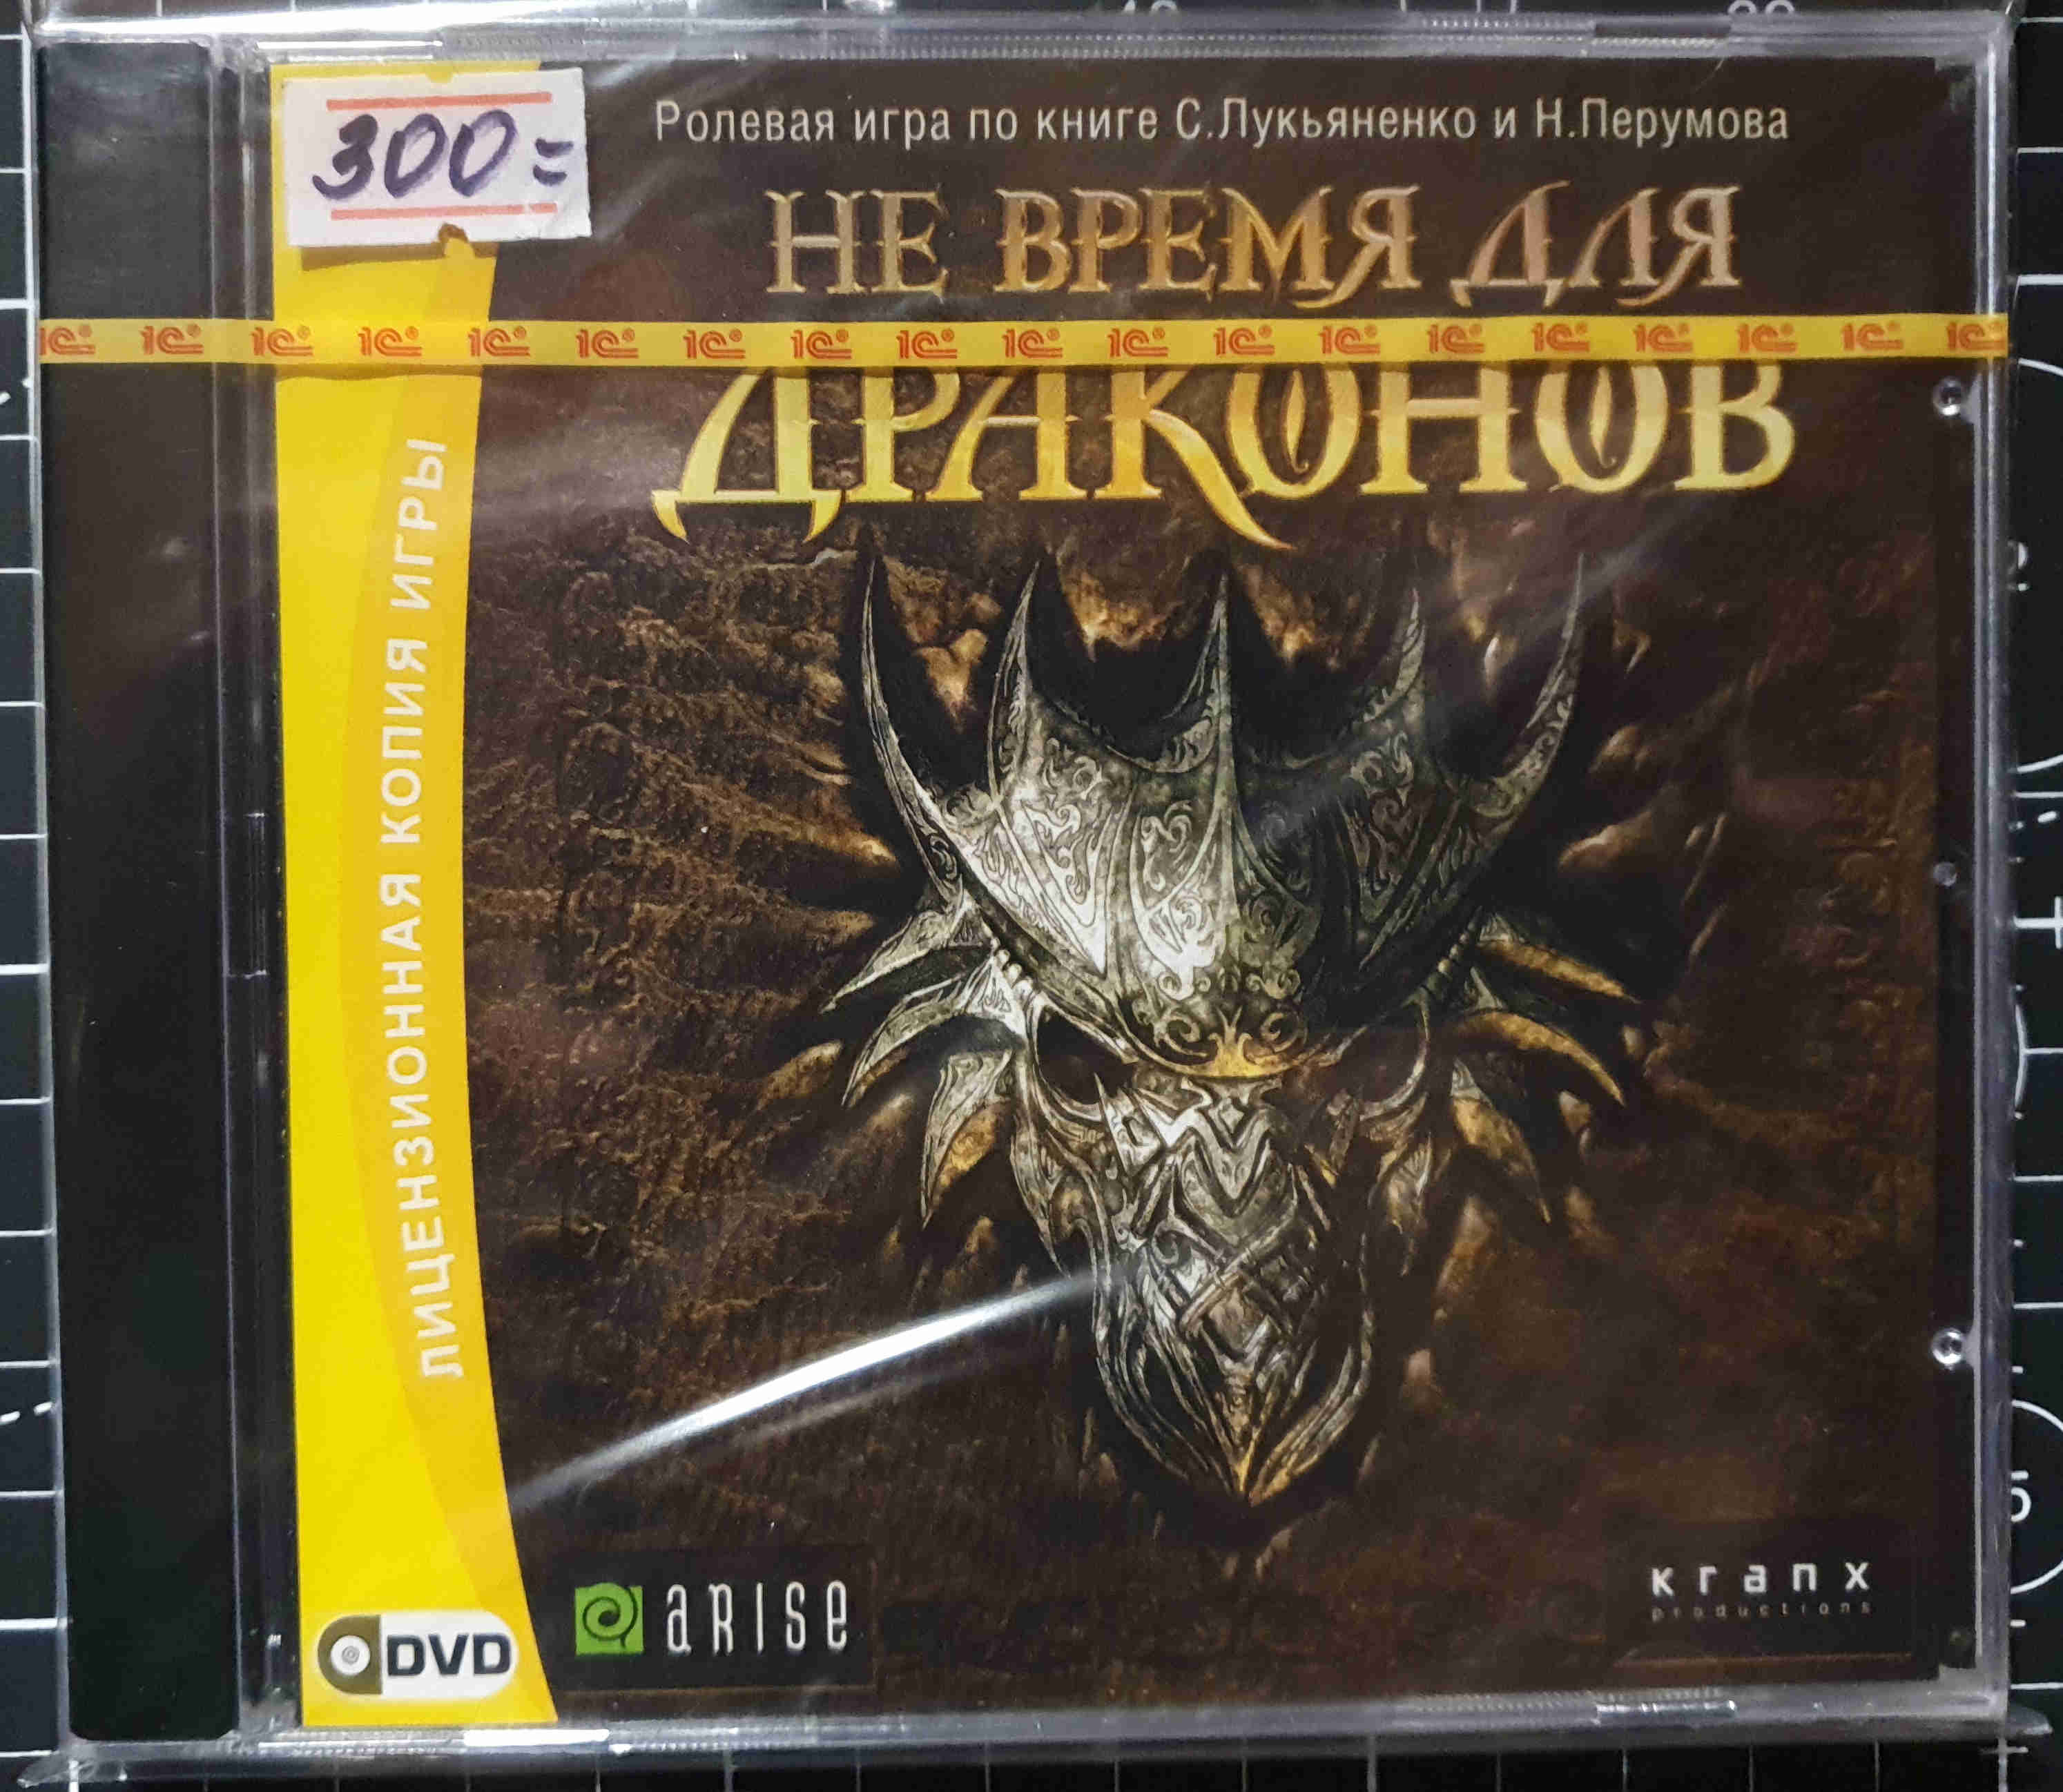 300=
Ролевая игра по книге С.Лукьяненко и Н.Перумова
НЕ ВРЕМЯ ДЛЯ
1С® 1С® 1С® 1С® 1С® 1С® 1С® 1С® 1С® 1С® 1С® 1С® 1С® 1С® 1С® 1С® 1С® 1С® 1С®
ДРАКОНОВ
ЛИЦЕНЗИОННАЯ КОПИЯ ИГРЫ
DVD
aRise
kranx
productions